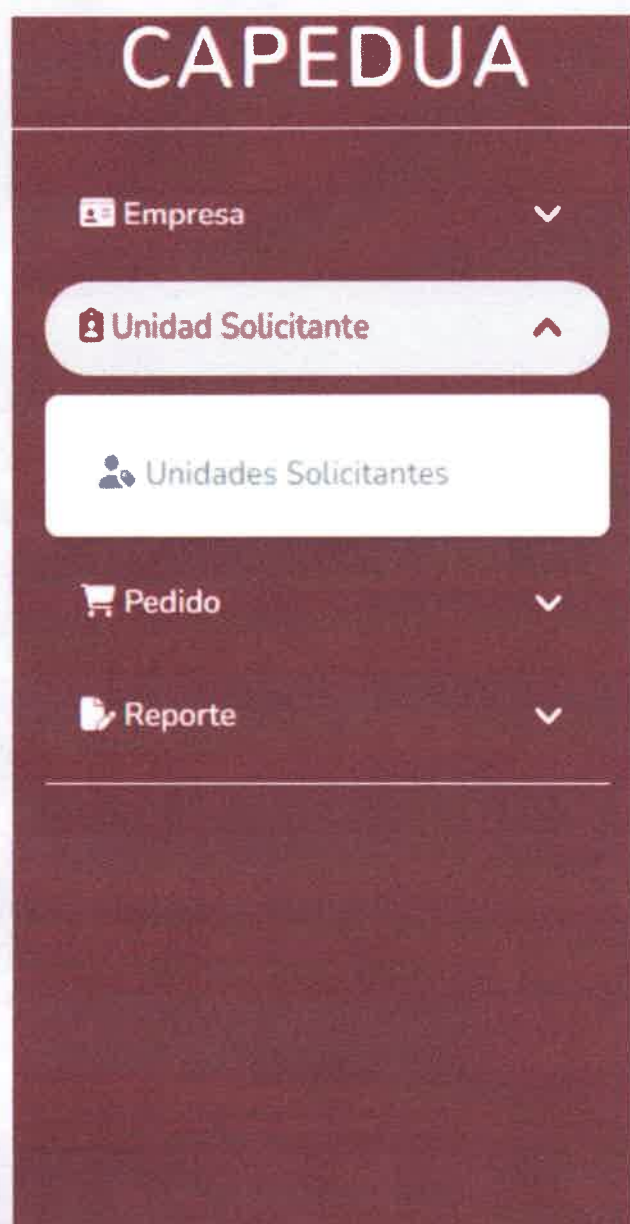 CAPEDUA
Empresa
Unidad Solicitante
Unidades Solicitantes
Pedido
Reporte